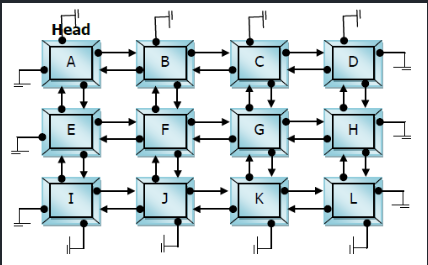 Head
A B C D
E F G H
I J K L